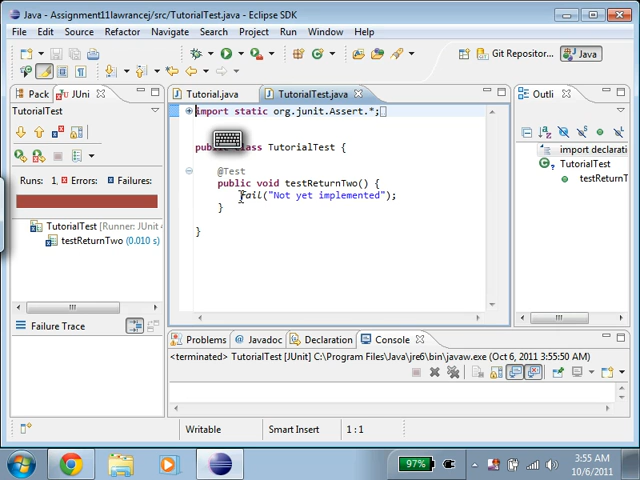 Java - Assignment11lawrancej/src/TutorialTest.java - Eclipse SDK
File Edit Source Refactor Navigate Search Project Run Window Help
Git Repositor... Java
Pack JUni
TutorialTest
Runs: 1 Errors: Failures:
TutorialTest [Runner: JUnit 4]
testReturnTwo (0.010 s)
Failure Trace
Tutorial.java TutorialTest.java
import static org.junit.Assert.*;
public class TutorialTest {
@Test
public void testReturnTwo() {
fail("Not yet implemented");
}
}
Outli
import declarati
TutorialTest
testReturnT
Problems Javadoc Declaration Console
<terminated> TutorialTest [JUnit] C:\Program Files\Java\jre6\bin\javaw.exe (Oct 6, 2011 3:55:50 AM)
Writable Smart Insert 1 : 1
97%
3:55 AM
10/6/2011